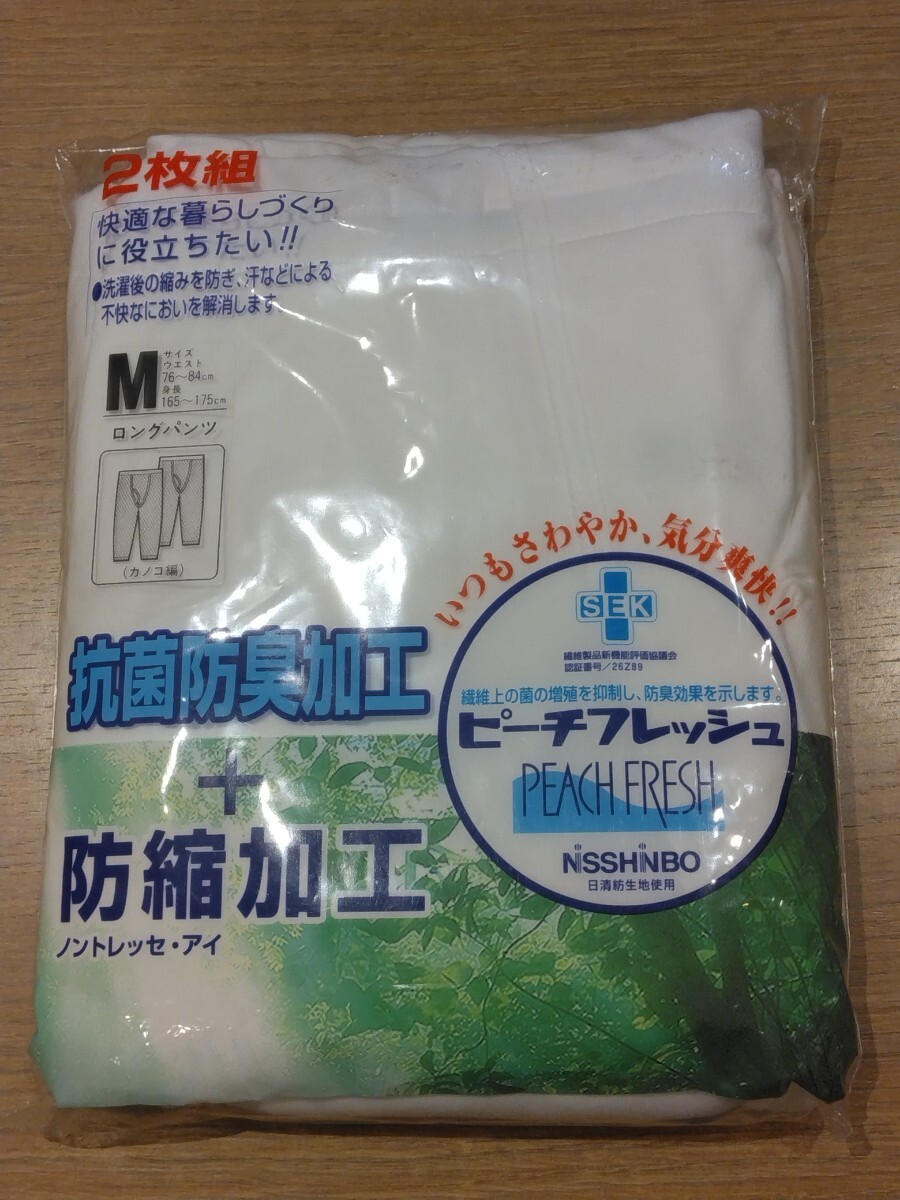 2枚組
快適な暮らしづくり
に役立ちたい!!
●洗濯後の縮みを防ぎ、汗などによる
不快なにおいを解消します
M
サイズ
ウエスト
76〜84cm
身長
165〜175cm
ロングパンツ
(カノコ編)
いつもさわやか、気分爽快!!
SEK
繊維製品新機能評価協議会
認証番号/26Z89
繊維上の菌の増殖を抑制し、防臭効果を示します。
ピーチフレッシュ
PEACH FRESH
NISSHINBO
日清紡生地使用
抗菌防臭加工
+
防縮加工
ノントレッセ・アイ